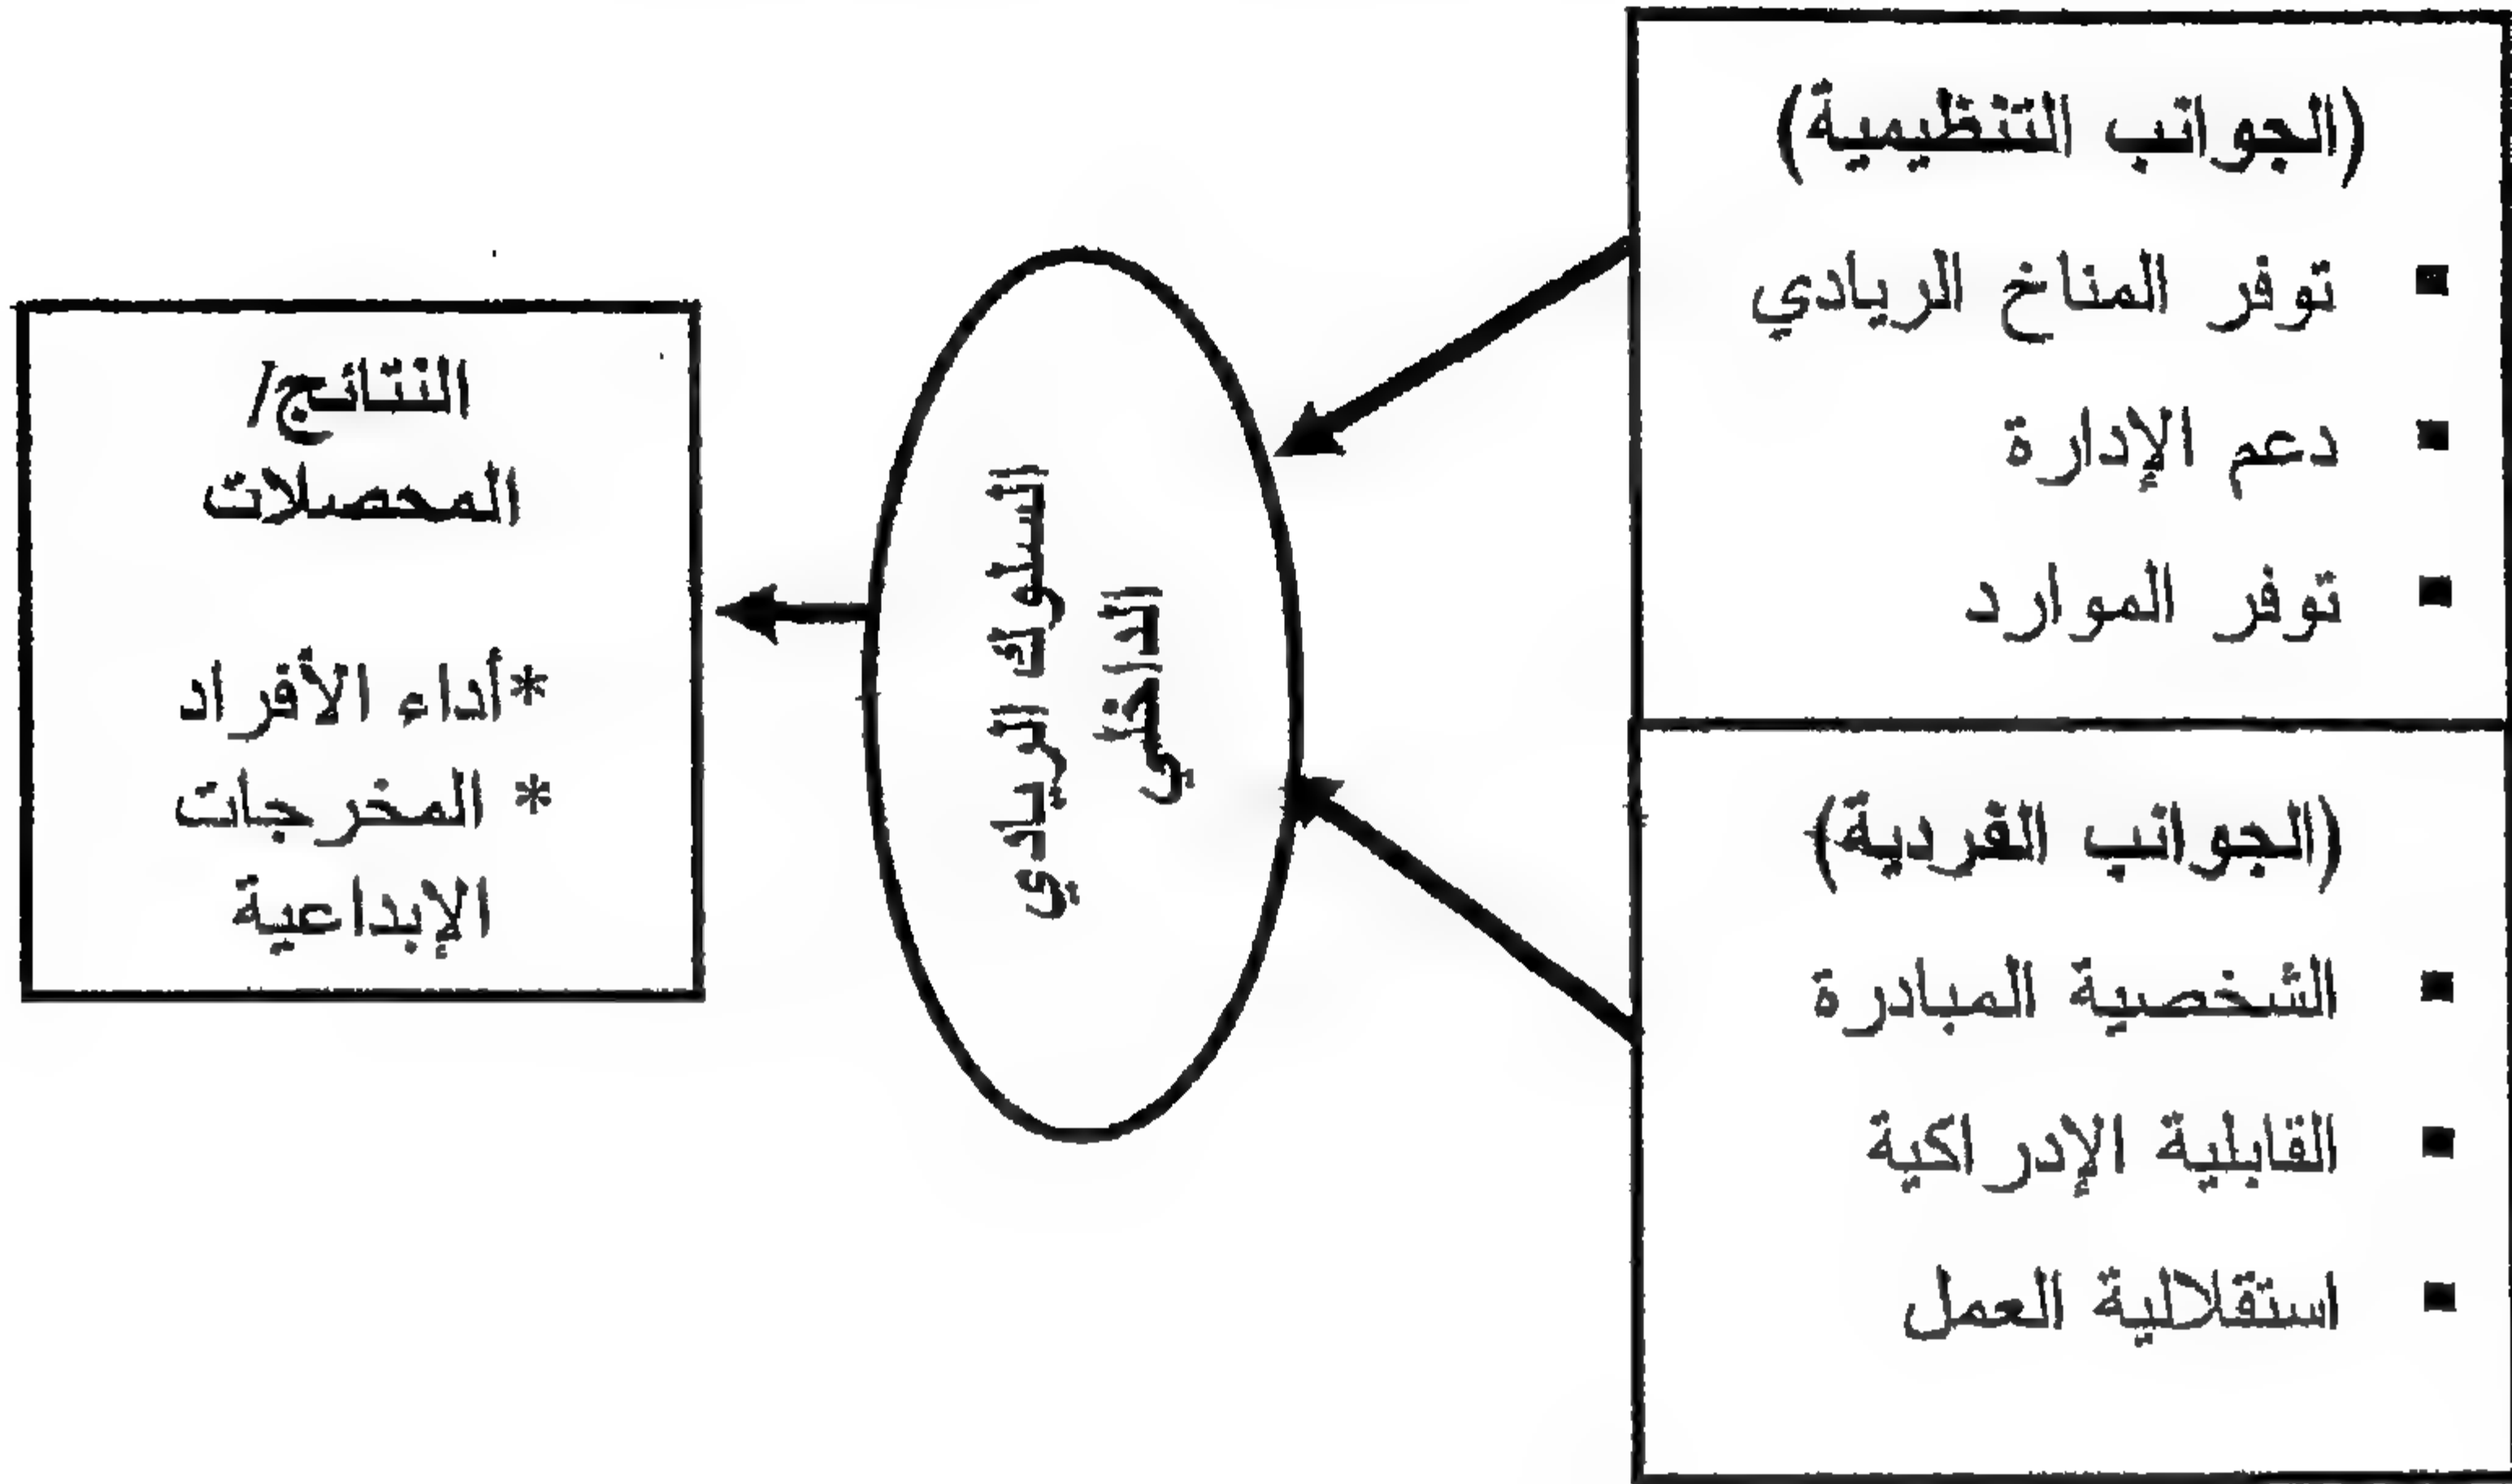 (الجوانب التنظيمية)
▪ توفر المناخ الريادي
▪ دعم الإدارة
▪ توفر الموارد
(الجوانب الفردية)
▪ الشخصية المبادرة
▪ القابلية الإدراكية
▪ استقلالية العمل
السلوك الريادي
الداخلي
النتائج/
المحصلات
*أداء الأفراد
* المخرجات
الإبداعية